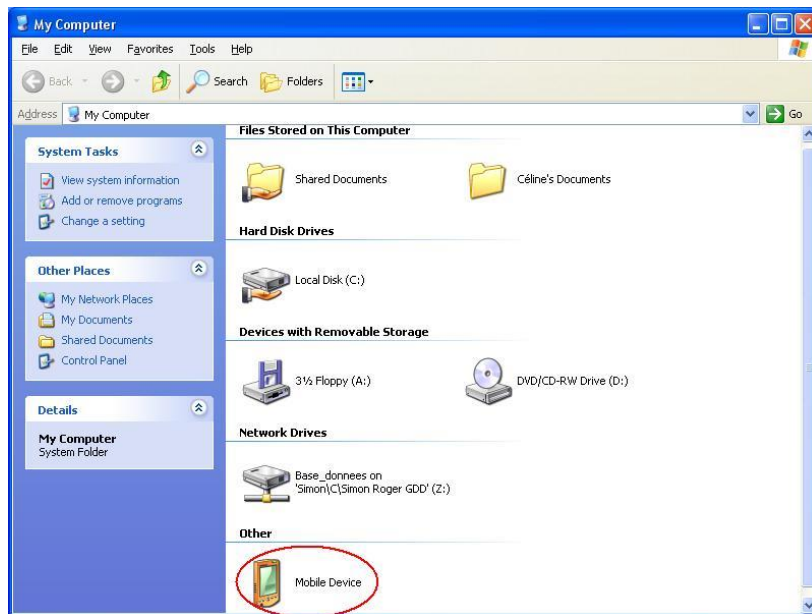 My Computer
File Edit View Favorites Tools Help
Back Search Folders
Address My Computer Go
System Tasks
View system information
Add or remove programs
Change a setting
Other Places
My Network Places
My Documents
Shared Documents
Control Panel
Details
My Computer
System Folder
Files Stored on This Computer
Shared Documents
Céline's Documents
Hard Disk Drives
Local Disk (C:)
Devices with Removable Storage
3½ Floppy (A:)
DVD/CD-RW Drive (D:)
Network Drives
Base_donnees on
'Simon\C\Simon Roger GDD' (Z:)
Other
Mobile Device